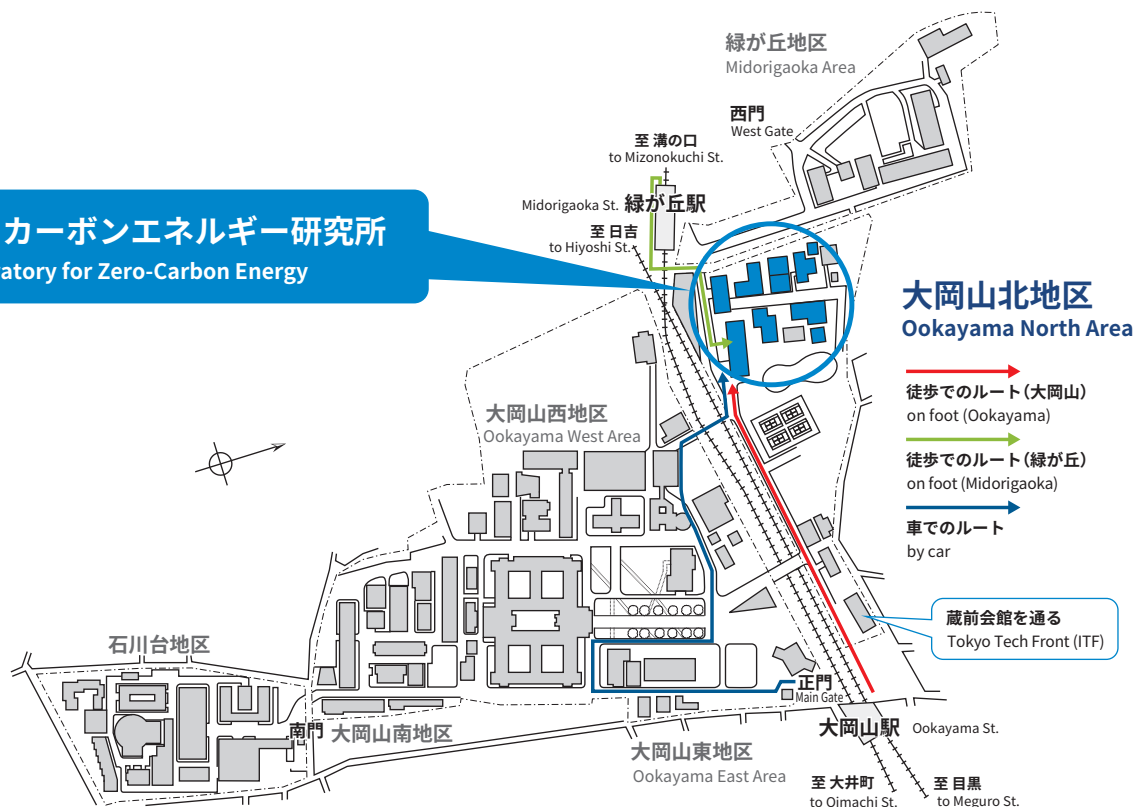 緑が丘地区
Midorigaoka Area
西門
West Gate
至 溝の口
to Mizonokuchi St.
Midorigaoka St. 緑が丘駅
至 日吉
to Hiyoshi St.
カーボンエネルギー研究所
ratory for Zero-Carbon Energy
大岡山北地区
Ookayama North Area
徒歩でのルート(大岡山)
on foot (Ookayama)
徒歩でのルート(緑が丘)
on foot (Midorigaoka)
車でのルート
by car
大岡山西地区
Ookayama West Area
蔵前会館を通る
Tokyo Tech Front (ITF)
石川台地区
正門
Main Gate
南門
大岡山南地区
大岡山駅 Ookayama St.
大岡山東地区
Ookayama East Area
至 大井町
to Oimachi St.
至 目黒
to Meguro St.